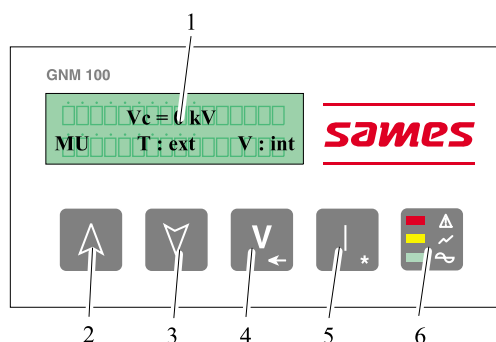 1
GNM 100
Vc = 0 kV
MU T : ext V : int
sames
V
I
*
2 3 4 5 6